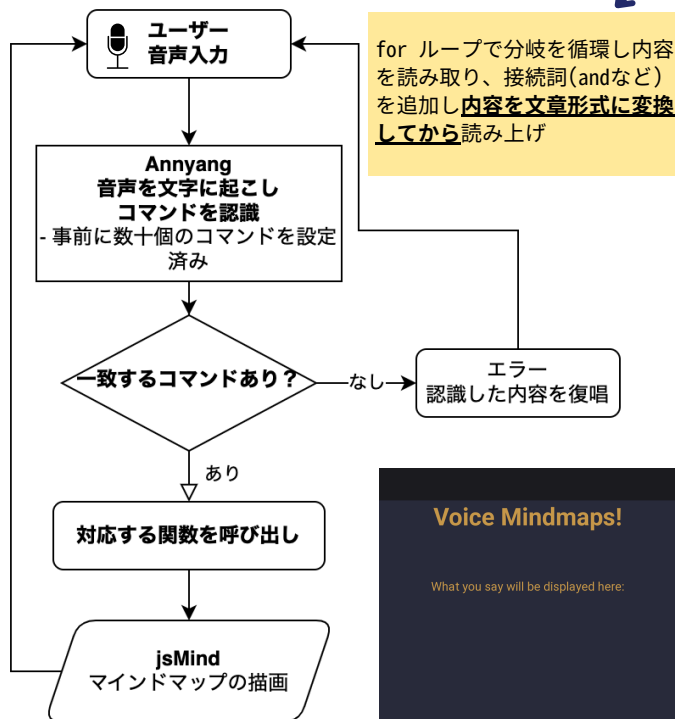 ユーザー
音声入力
for ループで分岐を循環し内容
を読み取り、接続詞(andなど)
を追加し内容を文章形式に変換
してから読み上げ
Annyang
音声を文字に起こし
コマンドを認識
- 事前に数十個のコマンドを設定
済み
一致するコマンドあり？
なし
エラー
認識した内容を復唱
あり
対応する関数を呼び出し
Voice Mindmaps!
What you say will be displayed here:
jsMind
マインドマップの描画